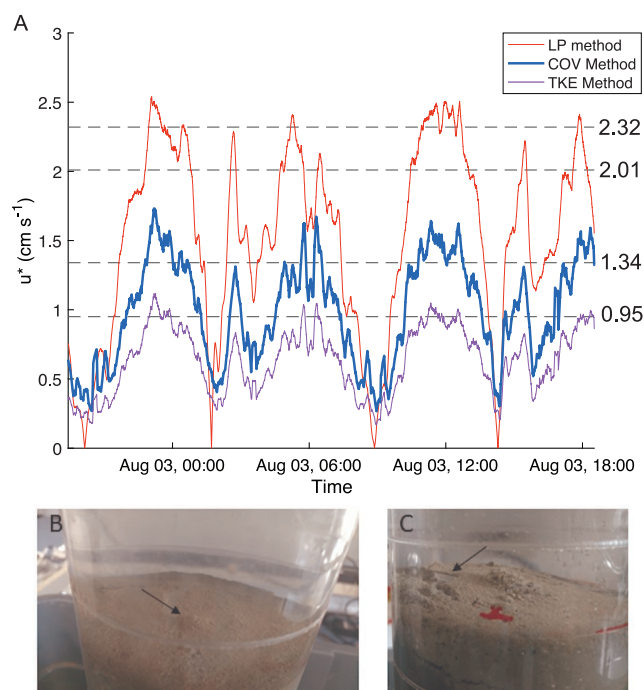 A
LP method
COV Method
TKE Method
3
2.5
2
1.5
1
0.5
0
u* (cm s⁻¹)
2.32
2.01
1.34
0.95
Aug 03, 00:00 Aug 03, 06:00 Aug 03, 12:00 Aug 03, 18:00
Time
B C